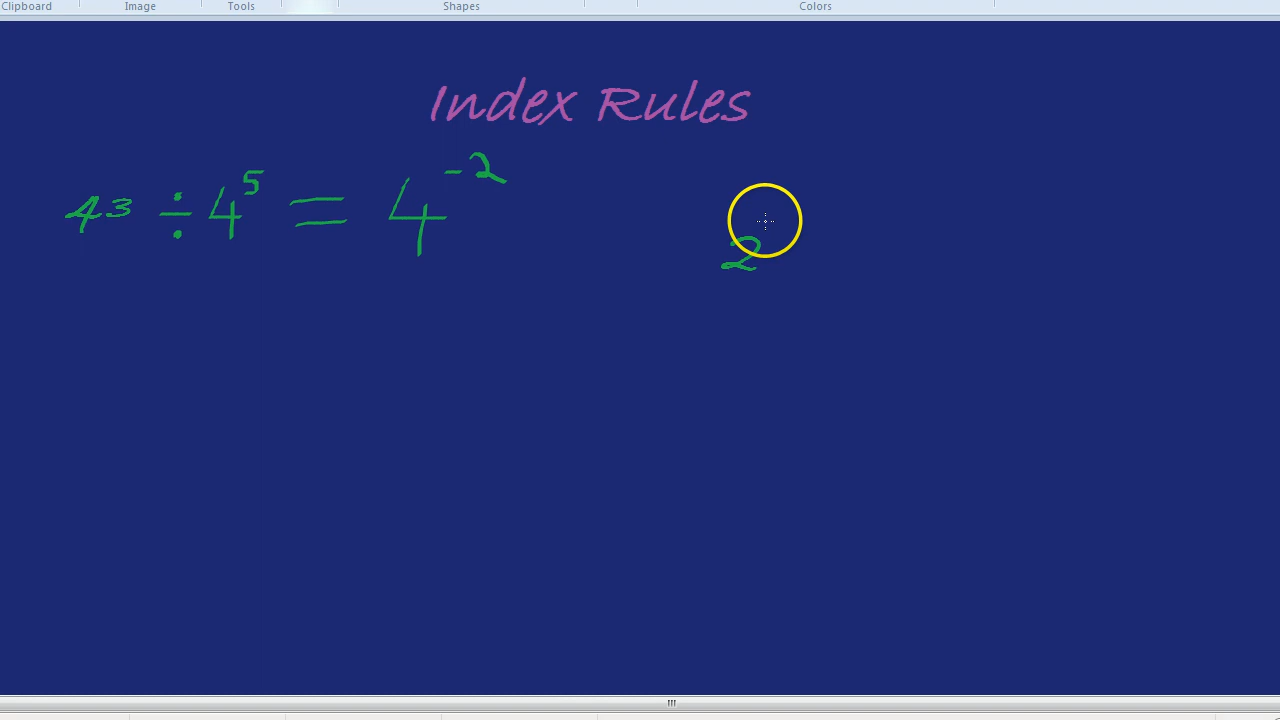 Clipboard Image Tools Shapes Colors
Index Rules
43 ÷ 4⁵ = 4⁻²
2